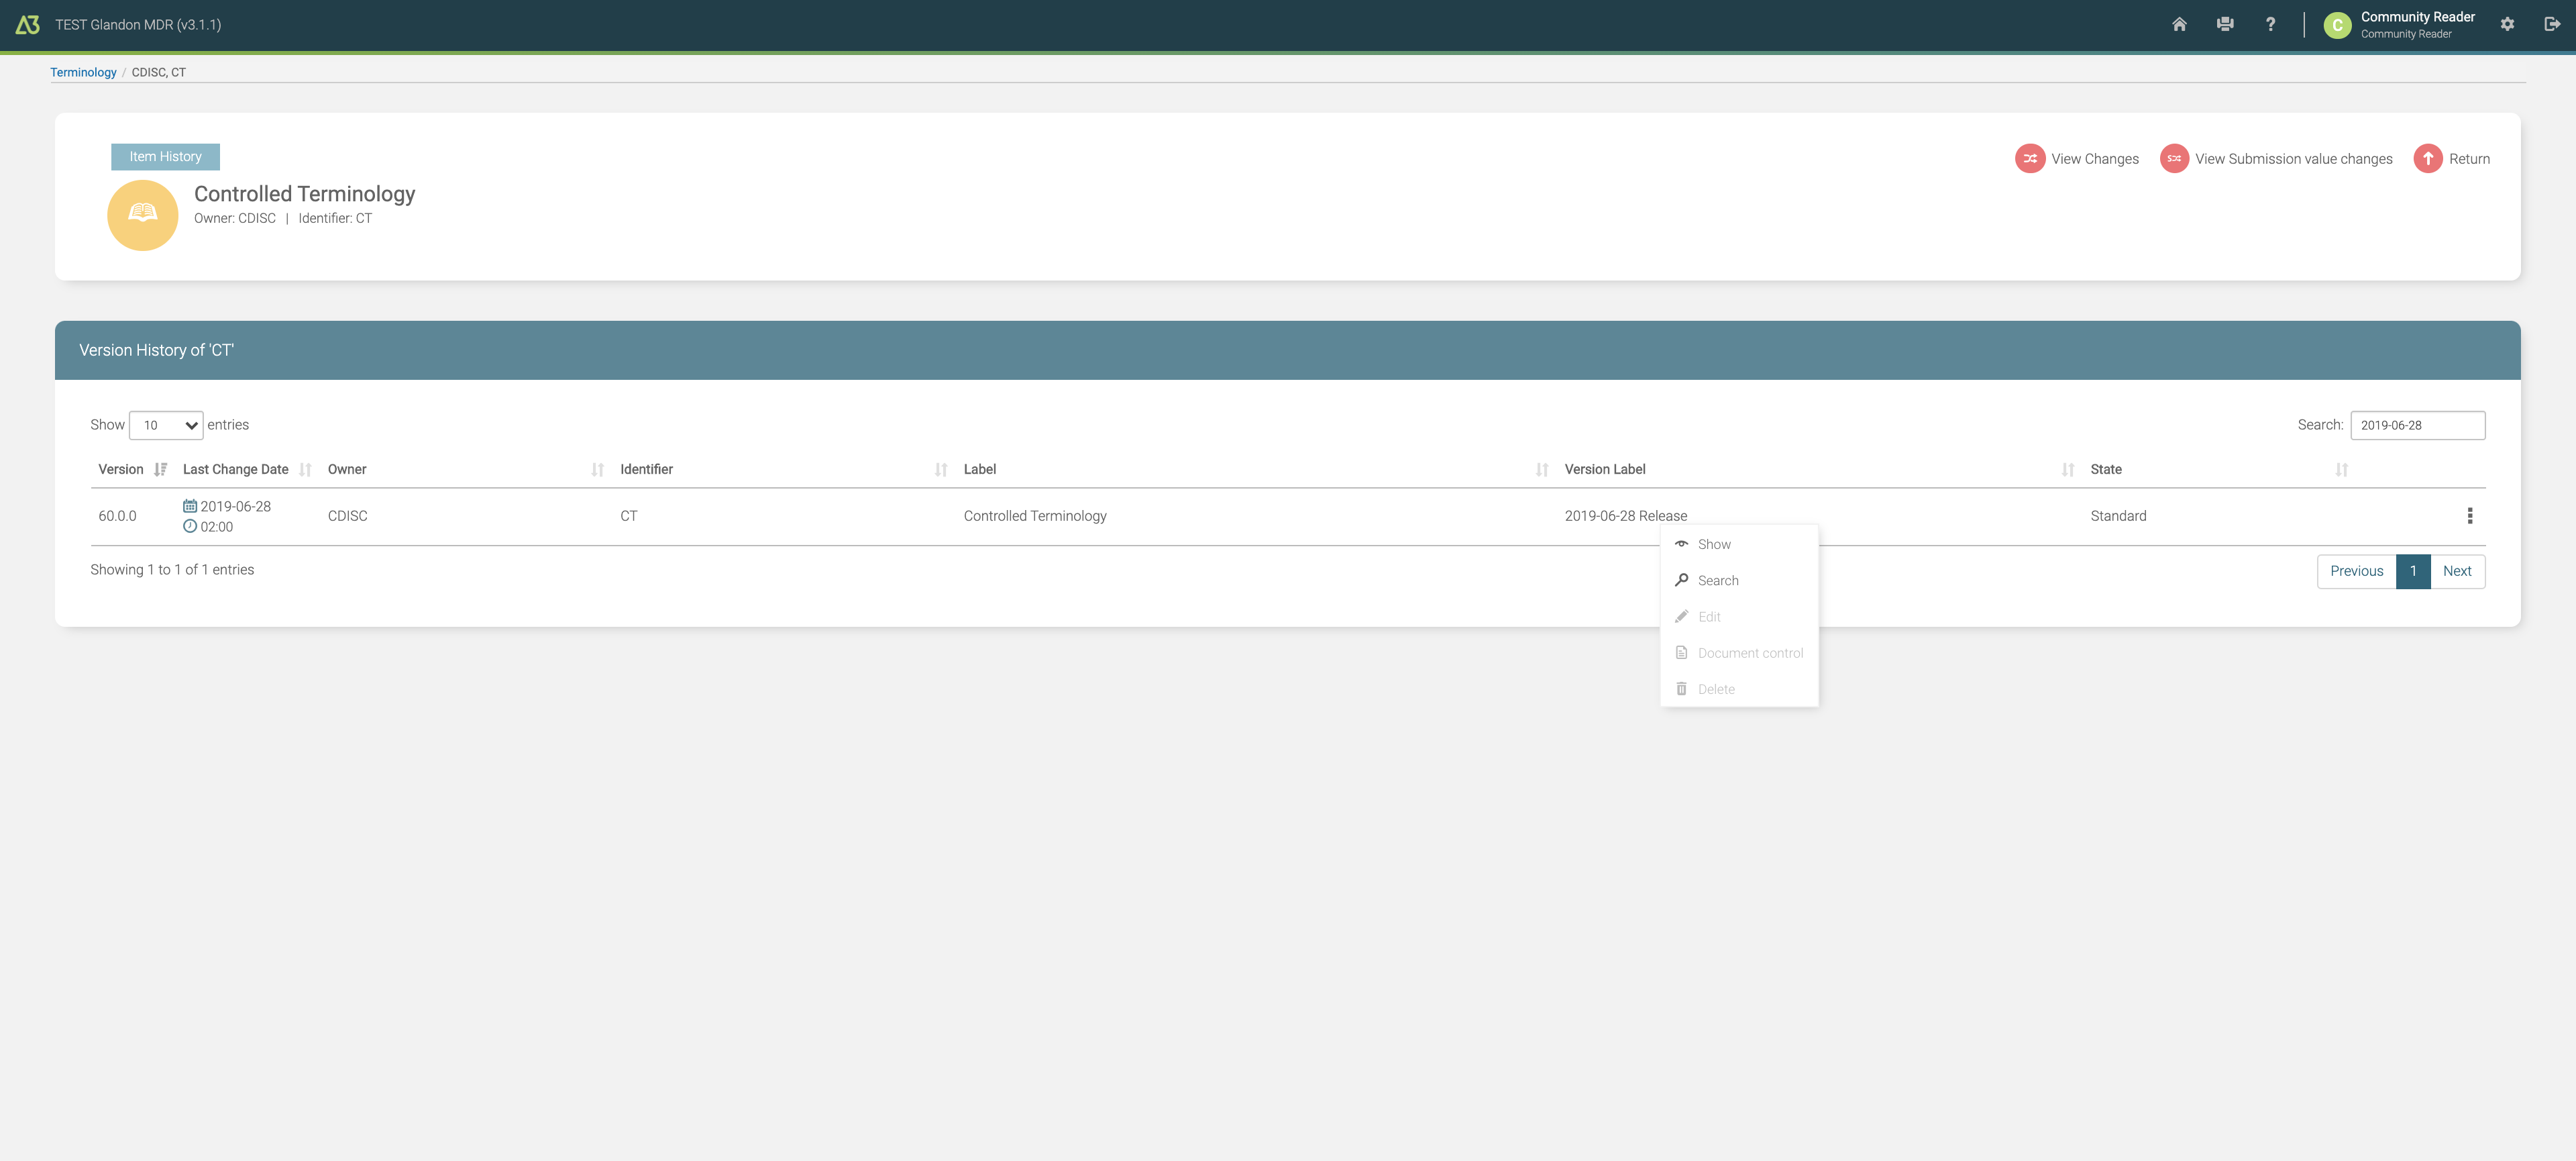 TEST Glandon MDR (v3.1.1)
C
Community Reader
Community Reader
Terminology / CDISC, CT
Item History
Controlled Terminology
Owner: CDISC | Identifier: CT
View Changes
View Submission value changes
Return
Version History of 'CT'
Show 10 entries
Search: 2019-06-28
Version Last Change Date Owner Identifier Label Version Label State
60.0.0 2019-06-28 02:00 CDISC CT Controlled Terminology 2019-06-28 Release Standard
Show
Search
Edit
Document control
Delete
Showing 1 to 1 of 1 entries
Previous 1 Next